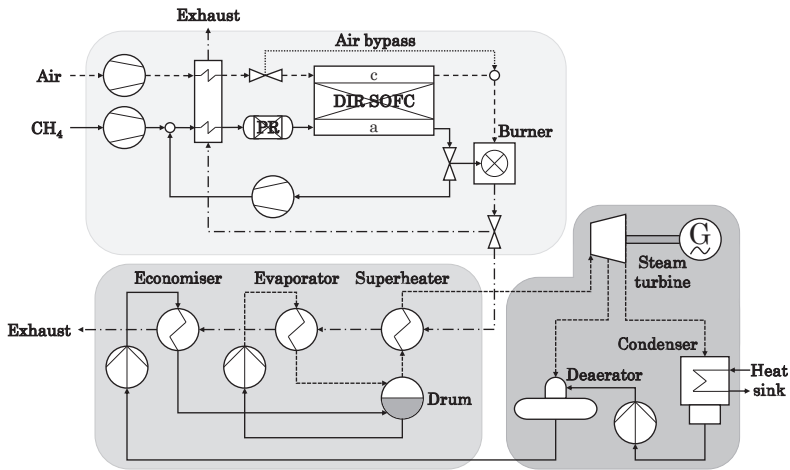 Exhaust
Air bypass
Air
c
DIR SOFC
CH₄
PR
a
Burner
G
Steam
turbine
Economiser
Evaporator
Superheater
Exhaust
Condenser
Heat
sink
Deaerator
Drum